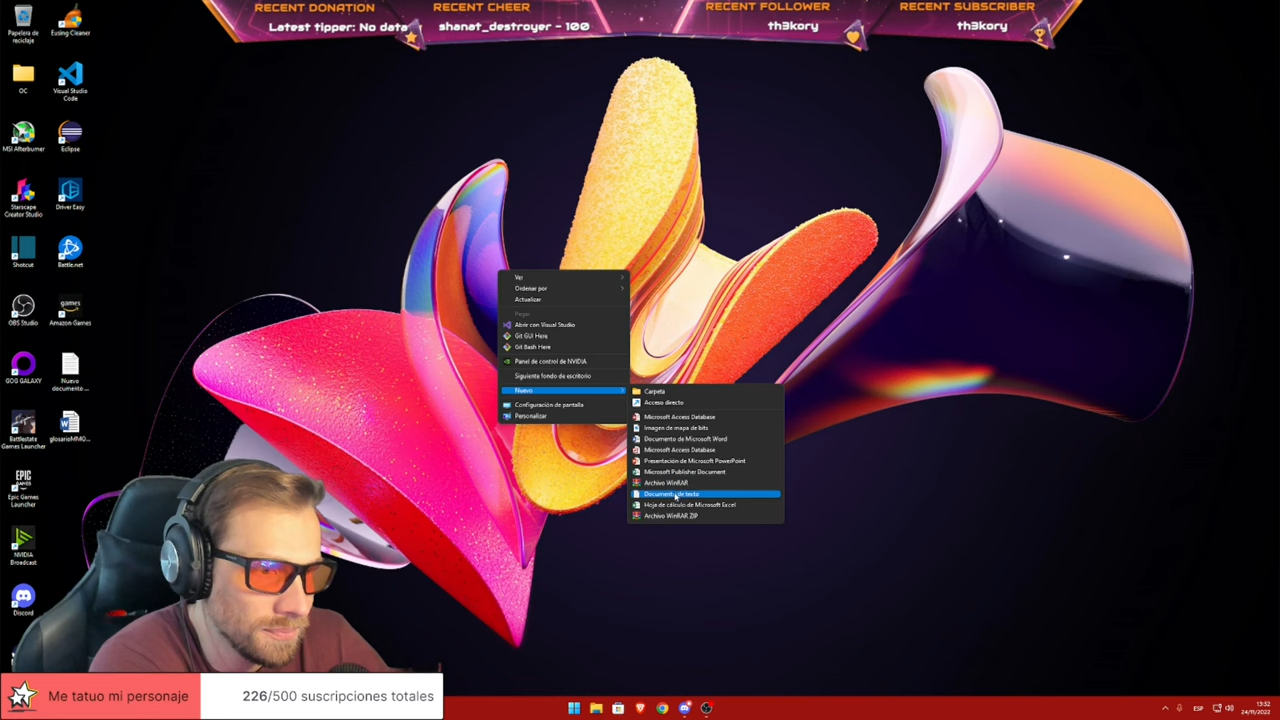 RECENT DONATION
Latest tipper: No data
RECENT CHEER
shanat_destroyer - 100
RECENT FOLLOWER
th3kory
RECENT SUBSCRIBER
th3kory
Papelera de
reciclaje
Eusing Cleaner
OC
Visual Studio
Code
MSI Afterburner
Eclipse
Starscape
Creator Studio
Driver Easy
Shotcut
Battle.net
OBS Studio
Amazon Games
GOG GALAXY
Nuevo
documento ...
Battlestate
Games Launcher
glosarioMMO...
Epic Games
Launcher
NVIDIA
Broadcast
Discord
Ver
Ordenar por
Actualizar
Pegar
Abrir con Visual Studio
Git GUI Here
Git Bash Here
Panel de control de NVIDIA
Siguiente fondo de escritorio
Nuevo
Configuración de pantalla
Personalizar
Carpeta
Acceso directo
Microsoft Access Database
Imagen de mapa de bits
Documento de Microsoft Word
Microsoft Access Database
Presentación de Microsoft PowerPoint
Microsoft Publisher Document
Archivo WinRAR
Documento de texto
Hoja de cálculo de Microsoft Excel
Archivo WinRAR ZIP
Me tatuo mi personaje
226/500 suscripciones totales
ESP
13:32
24/11/2022